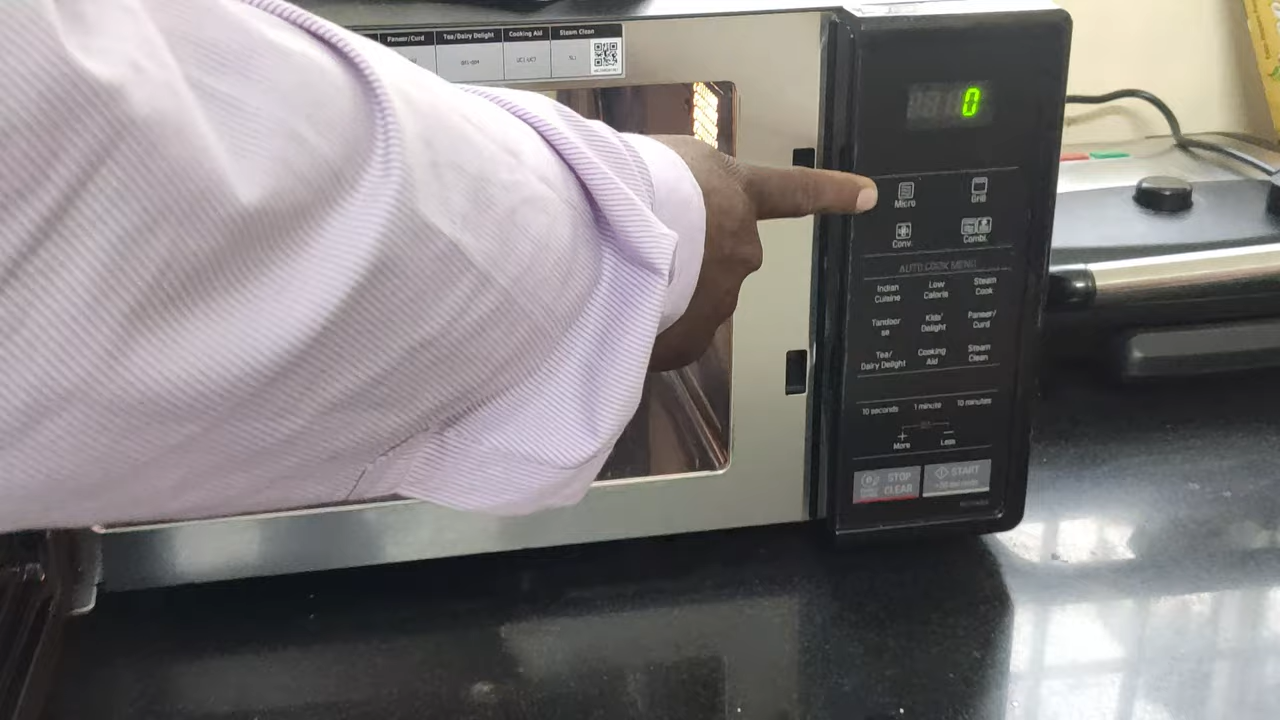 Paneer/Curd Tea/Dairy Delight Cooking Aid Steam Clean
0
Micro Grill
Conv. Combi.
AUTO COOK MENU
Indian Cuisine Low Calorie Steam Cook
Tandoor se Kids' Delight Paneer/ Curd
Tea/ Dairy Delight Cooking Aid Steam Clean
10 seconds 1 minute 10 minutes
+ −
More Less
STOP START
CLEAR +30 seconds